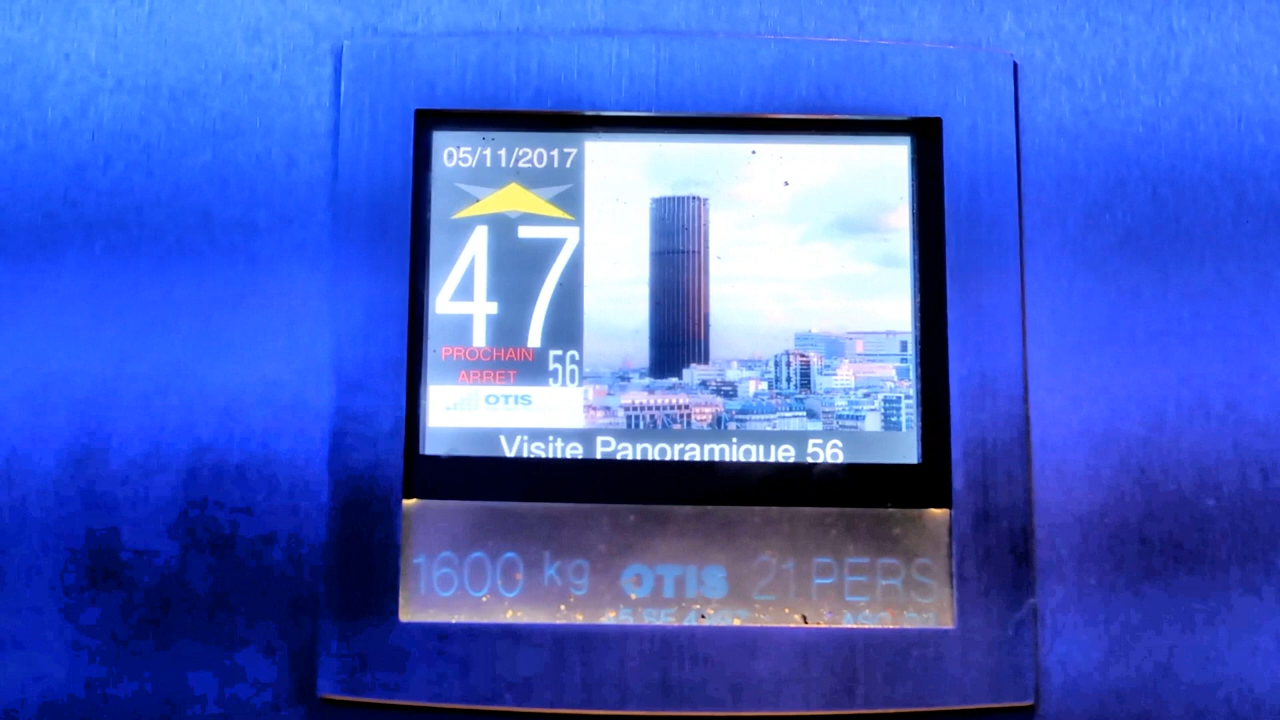 05/11/2017
47
PROCHAIN
ARRET 56
OTIS
Visite Panoramique 56
1600 kg OTIS 21 PERS